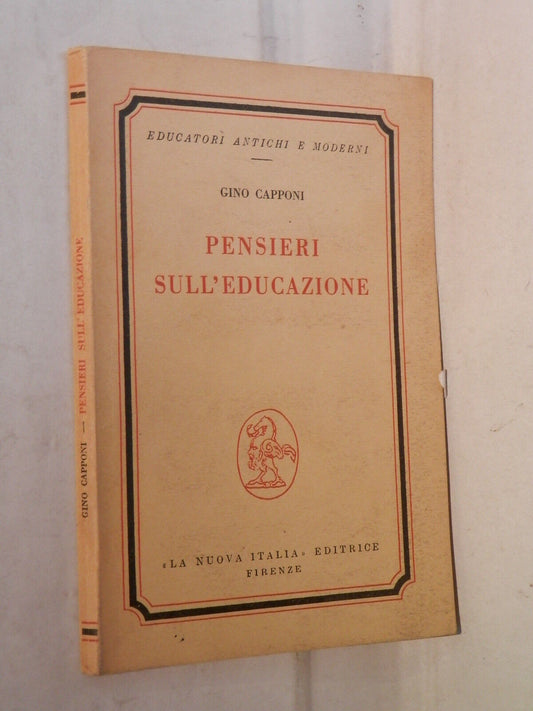 EDUCATORI ANTICHI E MODERNI
GINO CAPPONI
PENSIERI
SULL'EDUCAZIONE
«LA NUOVA ITALIA» EDITRICE
FIRENZE
GINO CAPPONI — PENSIERI SULL'EDUCAZIONE